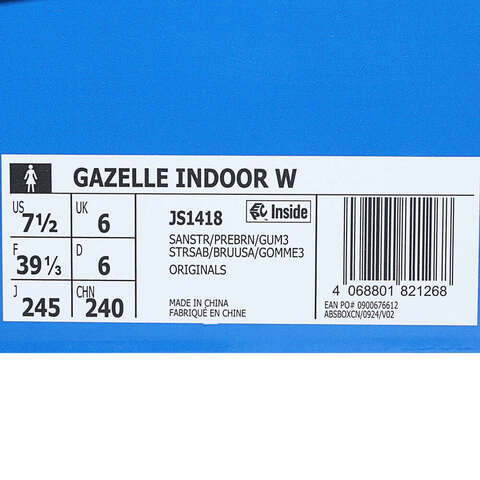 GAZELLE INDOOR W
US 7½ UK 6
F 39⅓ D 6
J 245 CHN 240
JS1418 Inside
SANSTR/PREBRN/GUM3
STRSAB/BRUUSA/GOMME3
ORIGINALS
MADE IN CHINA
FABRIQUÉ EN CHINE
4 068801 821268
EAN PO# 0900676612
ABSBOXCN/0924/V02